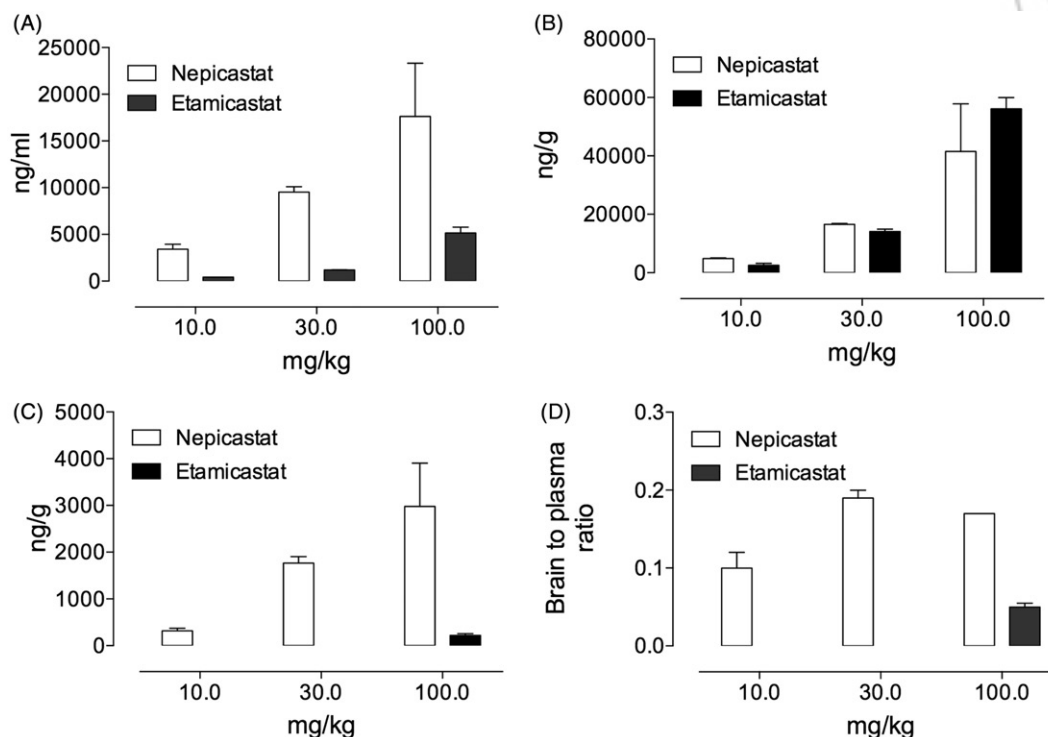 (A)
25000
20000
15000
10000
5000
0
ng/ml
Nepicastat
Etamicastat
10.0 30.0 100.0
mg/kg
(B)
80000
60000
40000
20000
0
ng/g
Nepicastat
Etamicastat
10.0 30.0 100.0
mg/kg
(C)
5000
4000
3000
2000
1000
0
ng/g
Nepicastat
Etamicastat
10.0 30.0 100.0
mg/kg
(D)
0.3
0.2
0.1
0.0
Brain to plasma
ratio
Nepicastat
Etamicastat
10.0 30.0 100.0
mg/kg